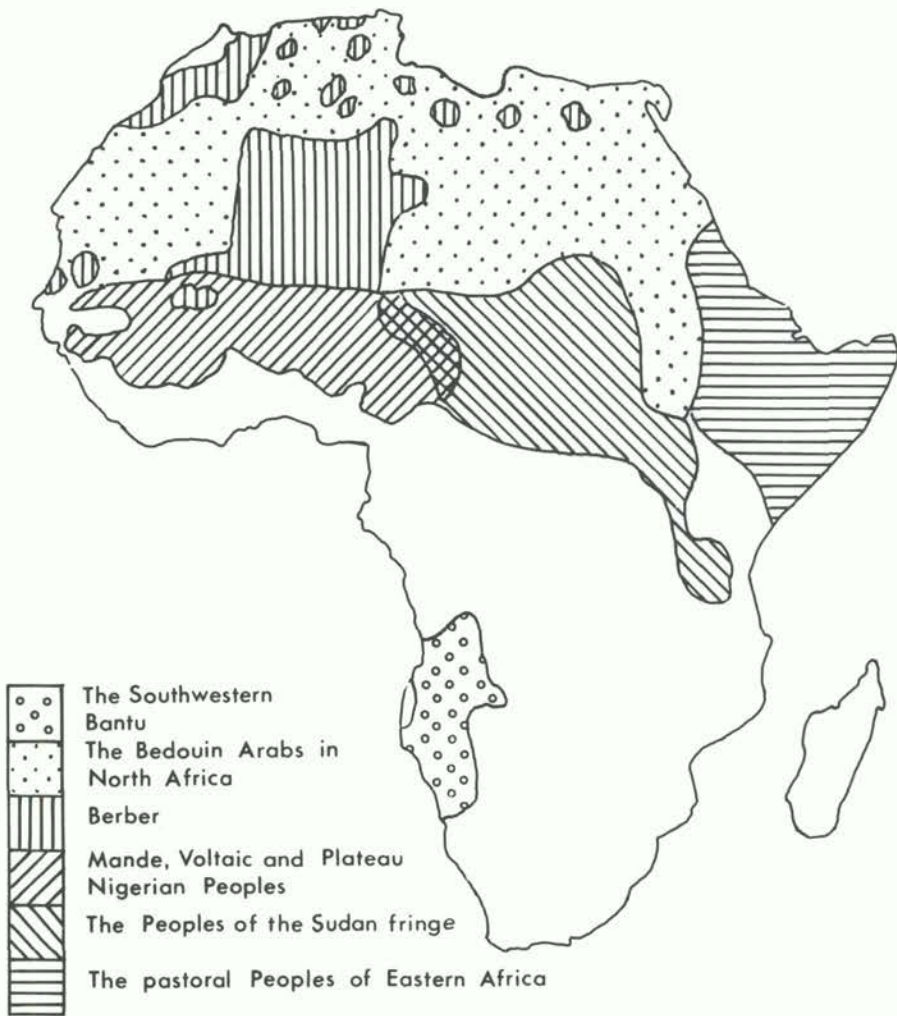 The Southwestern
Bantu
The Bedouin Arabs in
North Africa
Berber
Mande, Voltaic and Plateau
Nigerian Peoples
The Peoples of the Sudan fringe
The pastoral Peoples of Eastern Africa